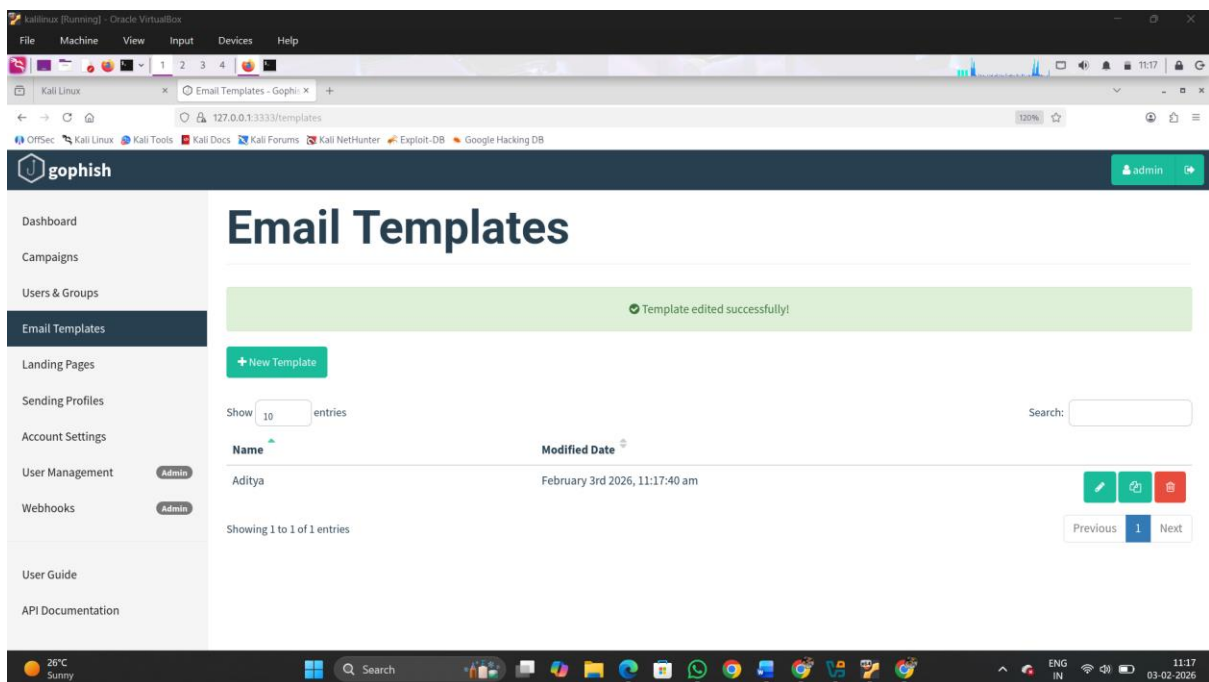 kalilinux [Running] - Oracle VirtualBox
File Machine View Input Devices Help
1 2 3 4 11:17
Kali Linux × Email Templates - Gophis × +
127.0.0.1:3333/templates 120%
OffSec Kali Linux Kali Tools Kali Docs Kali Forums Kali NetHunter Exploit-DB Google Hacking DB
gophish admin
Dashboard
Campaigns
Users & Groups
Email Templates
Landing Pages
Sending Profiles
Account Settings
User Management Admin
Webhooks Admin
User Guide
API Documentation
Email Templates
Template edited successfully!
+ New Template
Show 10 entries Search:
Name Modified Date
Aditya February 3rd 2026, 11:17:40 am
Showing 1 to 1 of 1 entries Previous 1 Next
26°C
Sunny
Search
ENG
IN
11:17
03-02-2026